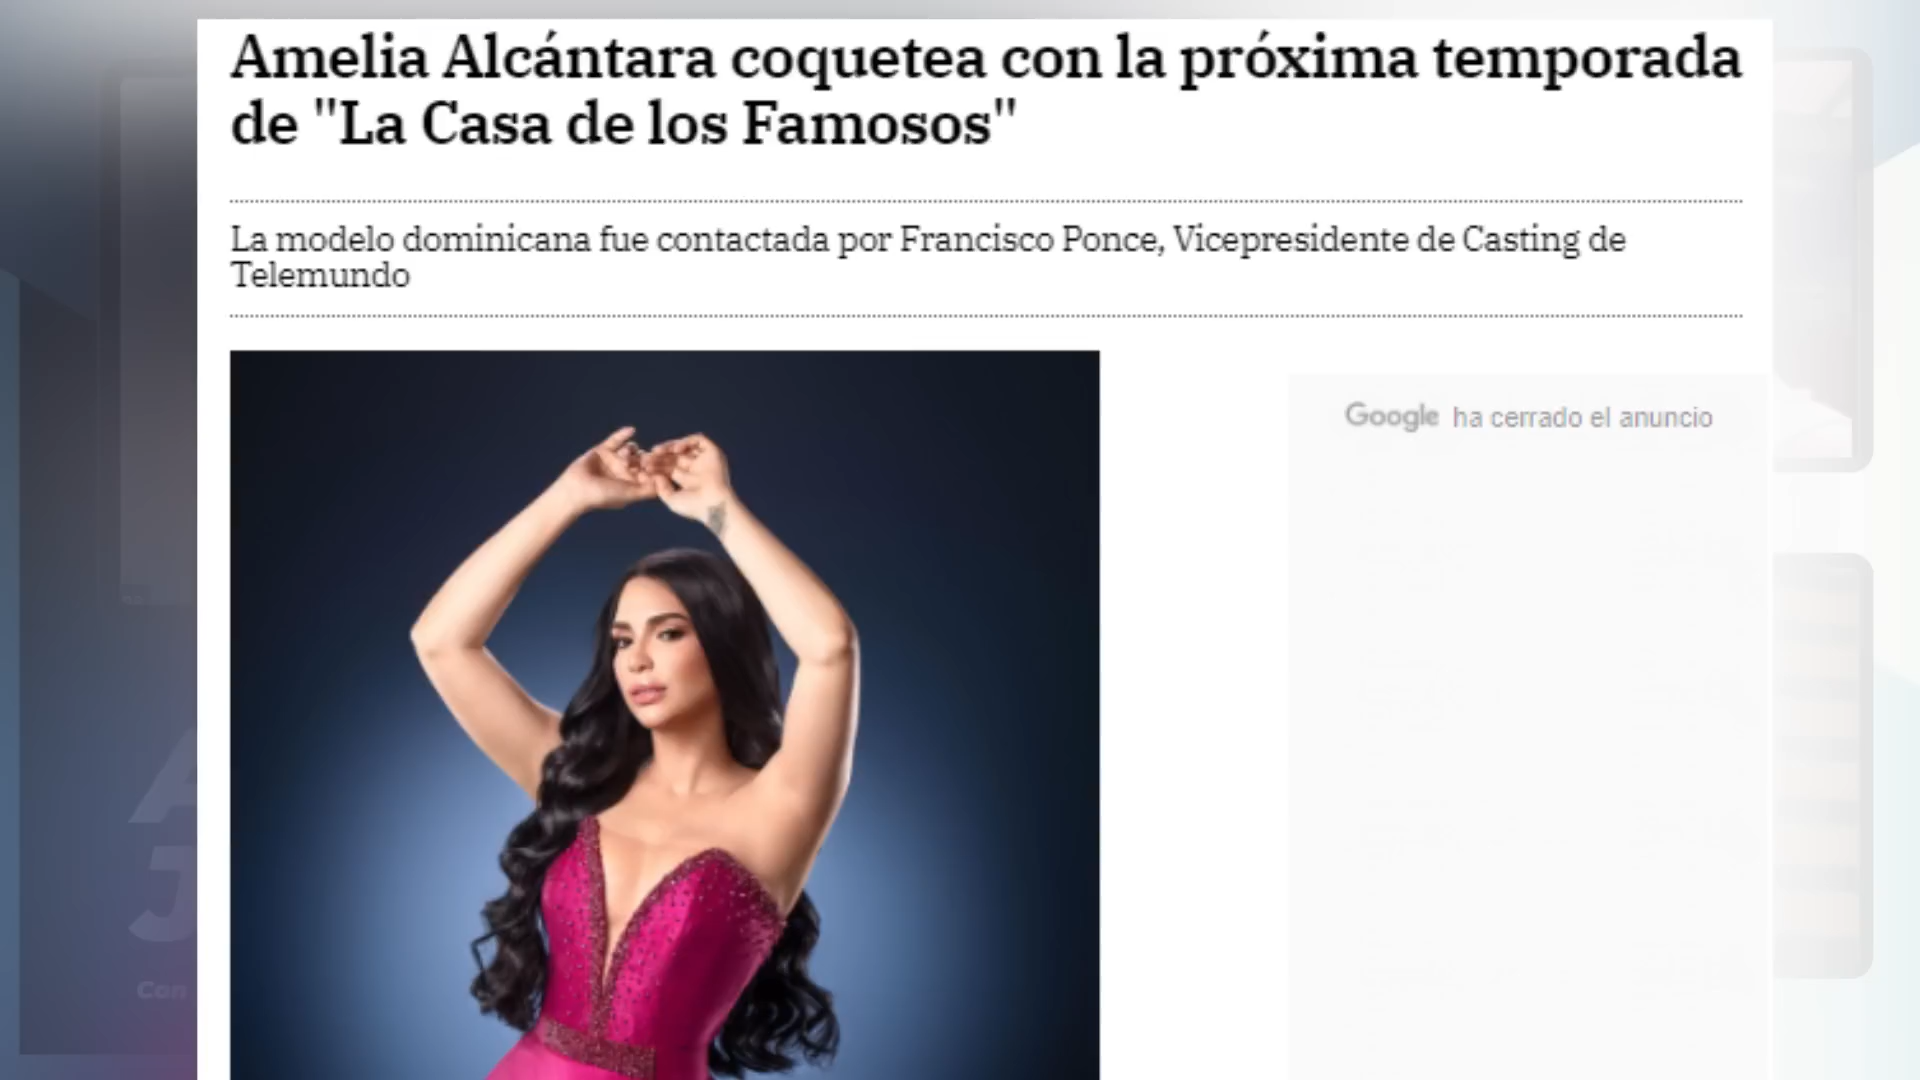 Amelia Alcántara coquetea con la próxima temporada
de "La Casa de los Famosos"
La modelo dominicana fue contactada por Francisco Ponce, Vicepresidente de Casting de
Telemundo
Google ha cerrado el anuncio
A
J
Con